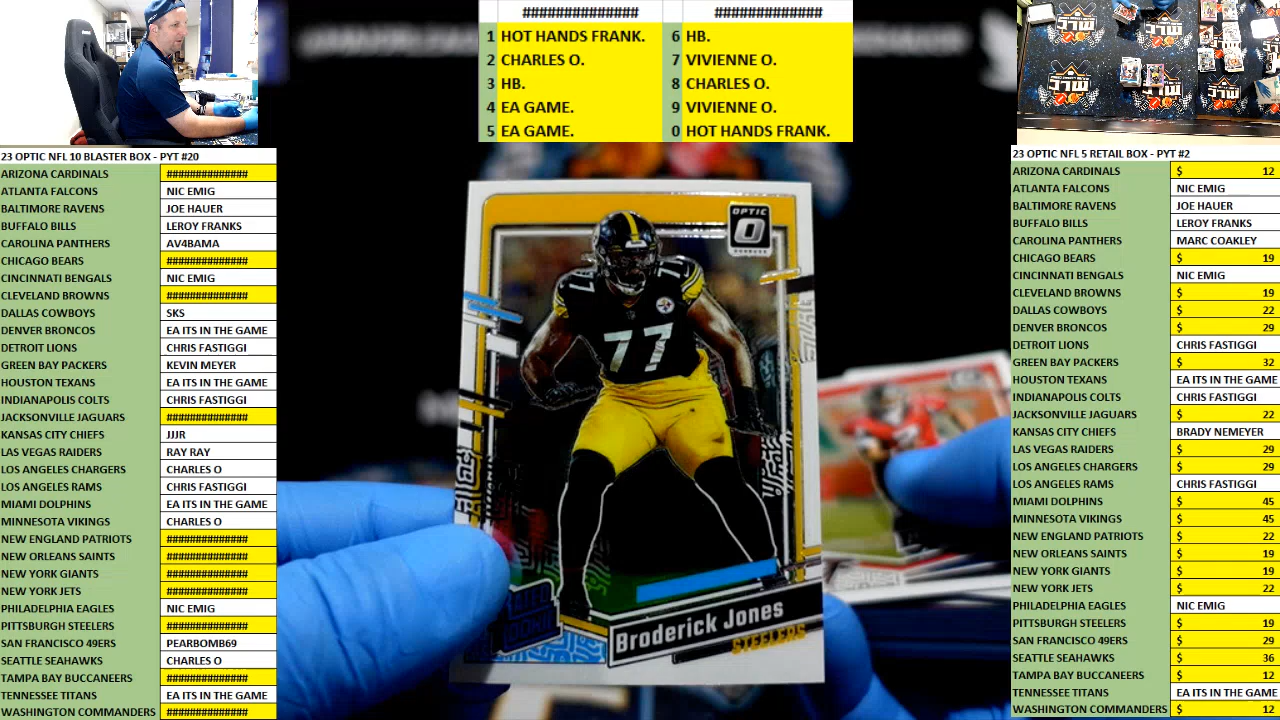 ############## #############
1 HOT HANDS FRANK. 6 HB.
2 CHARLES O. 7 VIVIENNE O.
3 HB. 8 CHARLES O.
4 EA GAME. 9 VIVIENNE O.
5 EA GAME. 0 HOT HANDS FRANK.
23 OPTIC NFL 10 BLASTER BOX - PYT #20
ARIZONA CARDINALS ##############
ATLANTA FALCONS NIC EMIG
BALTIMORE RAVENS JOE HAUER
BUFFALO BILLS LEROY FRANKS
CAROLINA PANTHERS AV4BAMA
CHICAGO BEARS ##############
CINCINNATI BENGALS NIC EMIG
CLEVELAND BROWNS ##############
DALLAS COWBOYS SKS
DENVER BRONCOS EA ITS IN THE GAME
DETROIT LIONS CHRIS FASTIGGI
GREEN BAY PACKERS KEVIN MEYER
HOUSTON TEXANS EA ITS IN THE GAME
INDIANAPOLIS COLTS CHRIS FASTIGGI
JACKSONVILLE JAGUARS ##############
KANSAS CITY CHIEFS JJJR
LAS VEGAS RAIDERS RAY RAY
LOS ANGELES CHARGERS CHARLES O
LOS ANGELES RAMS CHRIS FASTIGGI
MIAMI DOLPHINS EA ITS IN THE GAME
MINNESOTA VIKINGS CHARLES O
NEW ENGLAND PATRIOTS ##############
NEW ORLEANS SAINTS ##############
NEW YORK GIANTS ##############
NEW YORK JETS ##############
PHILADELPHIA EAGLES NIC EMIG
PITTSBURGH STEELERS ##############
SAN FRANCISCO 49ERS PEARBOMB69
SEATTLE SEAHAWKS CHARLES O
TAMPA BAY BUCCANEERS ##############
TENNESSEE TITANS EA ITS IN THE GAME
WASHINGTON COMMANDERS ##############
OPTIC
77
77
RATED
ROOKIE
Broderick Jones
STEELERS
23 OPTIC NFL 5 RETAIL BOX - PYT #2
ARIZONA CARDINALS $ 12
ATLANTA FALCONS NIC EMIG
BALTIMORE RAVENS JOE HAUER
BUFFALO BILLS LEROY FRANKS
CAROLINA PANTHERS MARC COAKLEY
CHICAGO BEARS $ 19
CINCINNATI BENGALS NIC EMIG
CLEVELAND BROWNS $ 19
DALLAS COWBOYS $ 22
DENVER BRONCOS $ 29
DETROIT LIONS CHRIS FASTIGGI
GREEN BAY PACKERS $ 32
HOUSTON TEXANS EA ITS IN THE GAME
INDIANAPOLIS COLTS CHRIS FASTIGGI
JACKSONVILLE JAGUARS $ 22
KANSAS CITY CHIEFS BRADY NEMEYER
LAS VEGAS RAIDERS $ 29
LOS ANGELES CHARGERS $ 29
LOS ANGELES RAMS CHRIS FASTIGGI
MIAMI DOLPHINS $ 45
MINNESOTA VIKINGS $ 45
NEW ENGLAND PATRIOTS $ 22
NEW ORLEANS SAINTS $ 19
NEW YORK GIANTS $ 19
NEW YORK JETS $ 22
PHILADELPHIA EAGLES NIC EMIG
PITTSBURGH STEELERS $ 19
SAN FRANCISCO 49ERS $ 29
SEATTLE SEAHAWKS $ 36
TAMPA BAY BUCCANEERS $ 12
TENNESSEE TITANS EA ITS IN THE GAME
WASHINGTON COMMANDERS $ 12